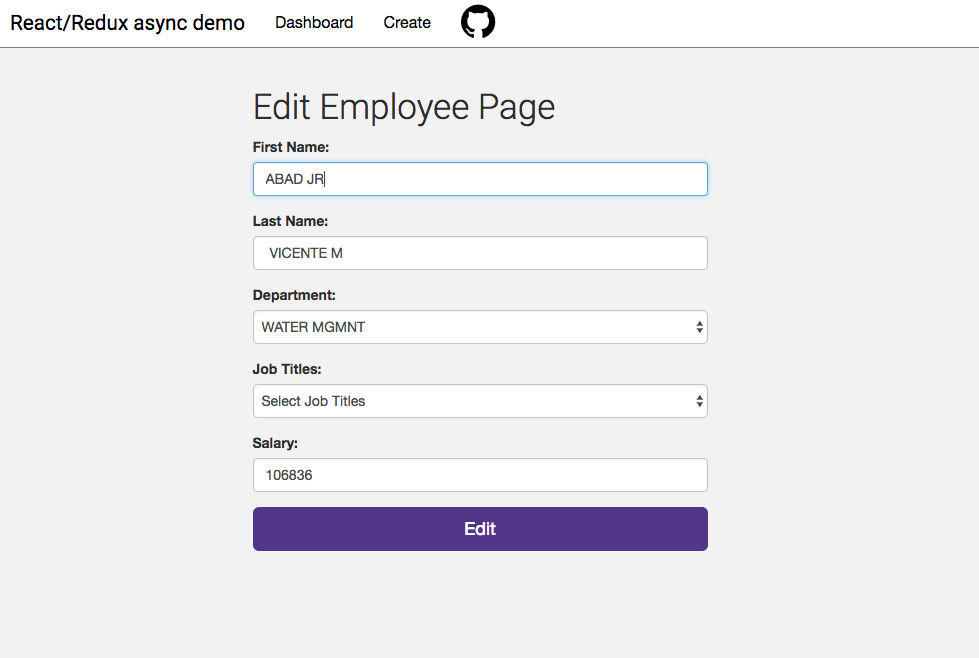 React/Redux async demo Dashboard Create
Edit Employee Page
First Name:
ABAD JR
Last Name:
VICENTE M
Department:
WATER MGMNT
Job Titles:
Select Job Titles
Salary:
106836
Edit